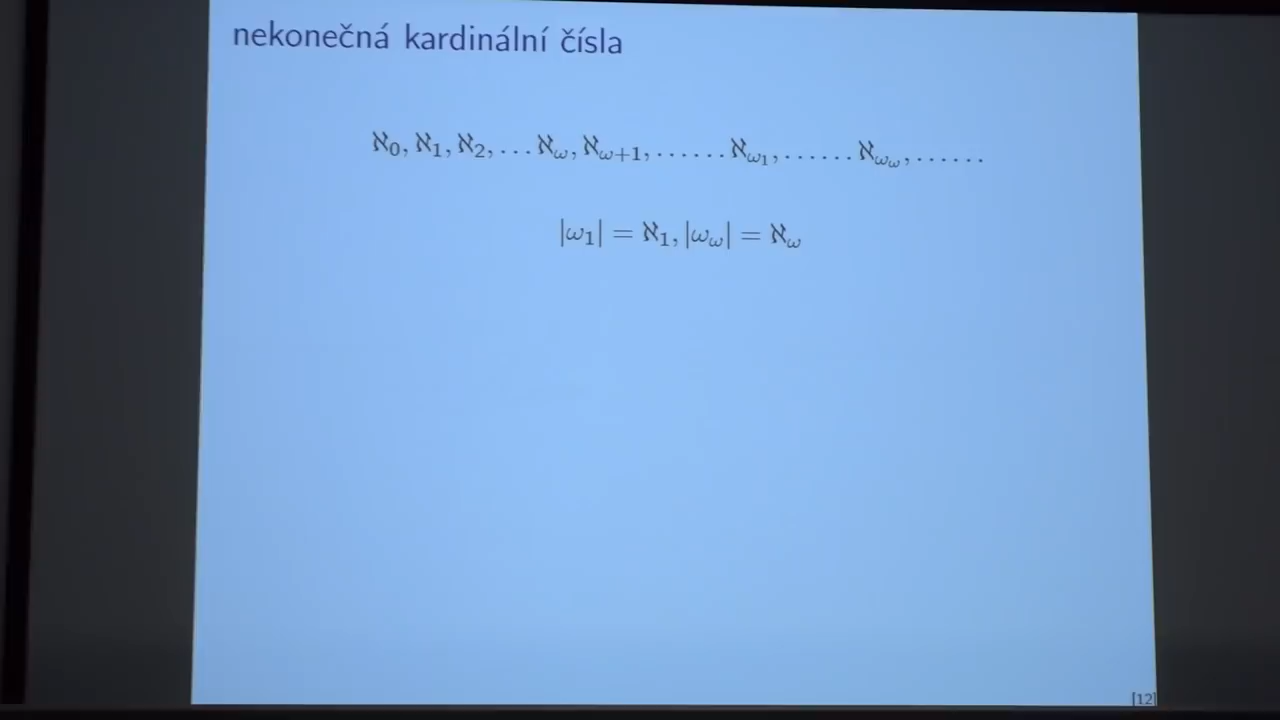 nekonečná kardinální čísla
ℵ₀, ℵ₁, ℵ₂, . . . ℵ_ω, ℵ_{ω+1}, . . . . . . ℵ_{ω₁}, . . . . . . ℵ_{ω_ω}, . . . . . .
|ω₁| = ℵ₁, |ω_ω| = ℵ_ω
[12]